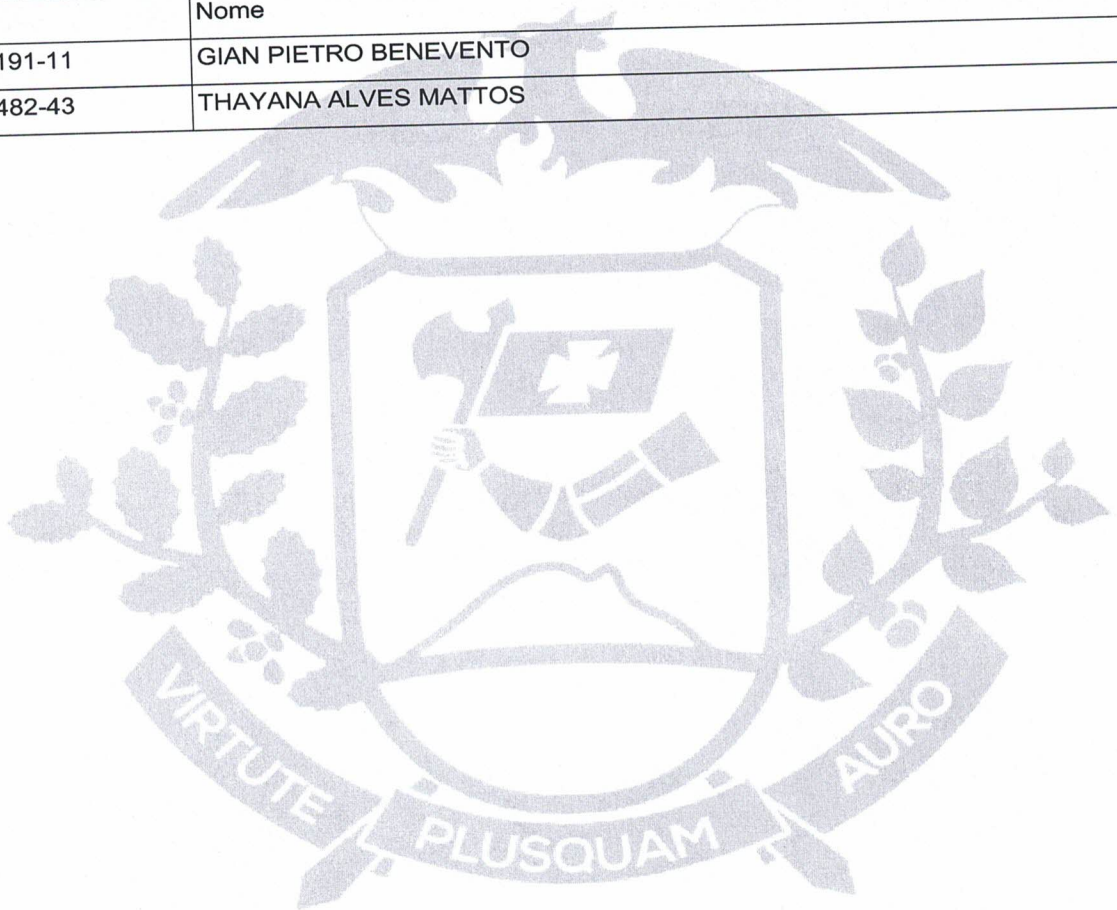 Nome
191-11 GIAN PIETRO BENEVENTO
482-43 THAYANA ALVES MATTOS
VIRTUTE PLUSQUAM AURO